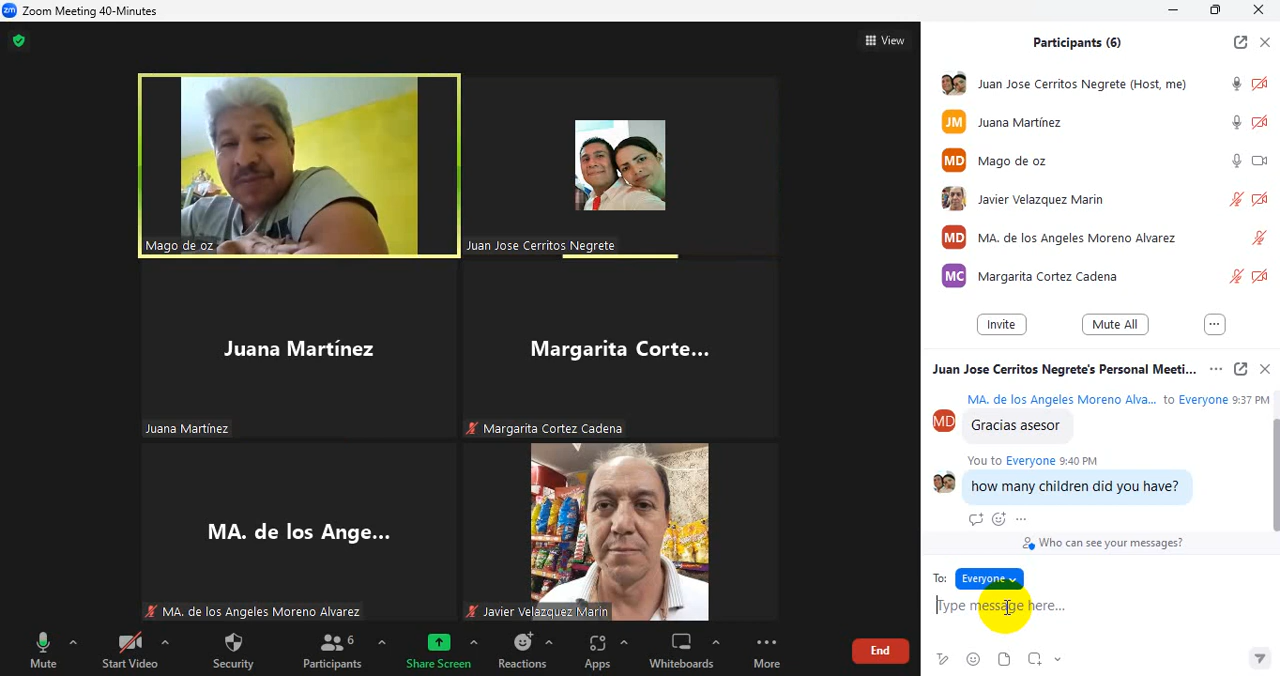 zm Zoom Meeting 40-Minutes
View
Mago de oz
Juan Jose Cerritos Negrete
Juana Martínez
Juana Martínez
Margarita Corte...
Margarita Cortez Cadena
MA. de los Ange...
MA. de los Angeles Moreno Alvarez
Javier Velazquez Marin
Mute
Start Video
Security
6
Participants
Share Screen
Reactions
Apps
Whiteboards
More
End
Participants (6)
Juan Jose Cerritos Negrete (Host, me)
JM Juana Martínez
MD Mago de oz
Javier Velazquez Marin
MD MA. de los Angeles Moreno Alvarez
MC Margarita Cortez Cadena
Invite
Mute All
...
Juan Jose Cerritos Negrete's Personal Meeti... ...
MA. de los Angeles Moreno Alva... to Everyone 9:37 PM
MD Gracias asesor
You to Everyone 9:40 PM
how many children did you have?
...
Who can see your messages?
To: Everyone
Type message here...